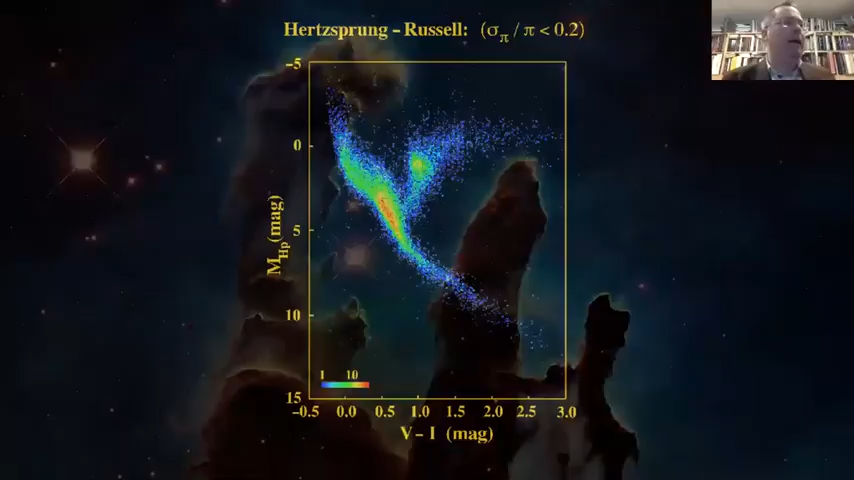 Hertzsprung – Russell: (σπ / π < 0.2)
−5
0
5
10
15
MHp (mag)
1 10
−0.5 0.0 0.5 1.0 1.5 2.0 2.5 3.0
V − I (mag)